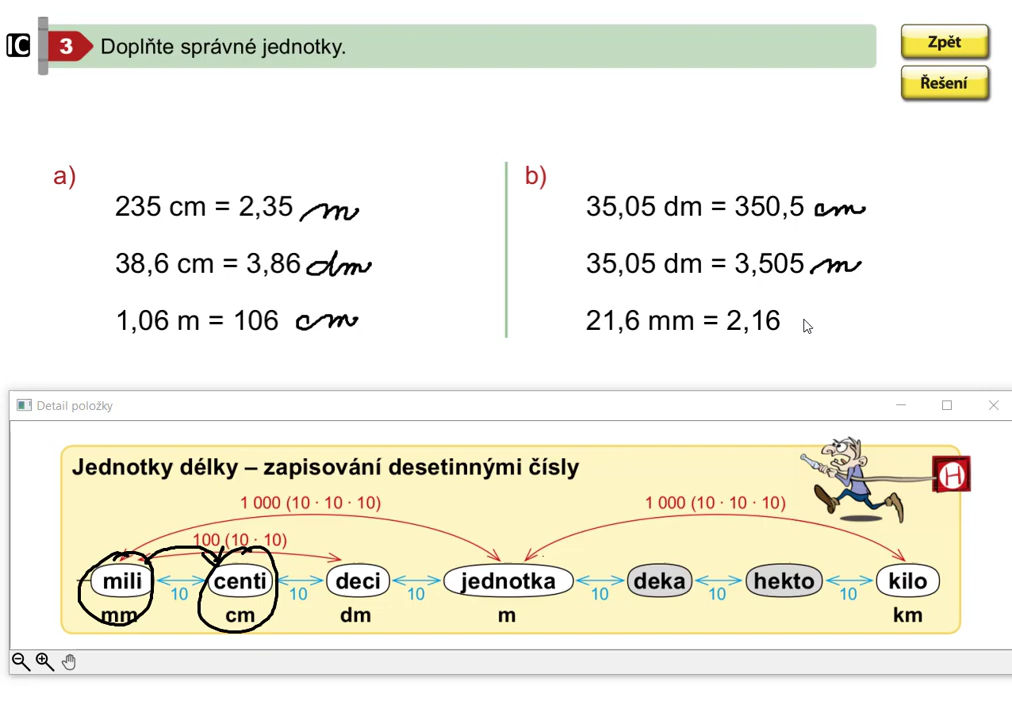 IC 3 Doplňte správné jednotky.
Zpět
Řešení
a)
235 cm = 2,35 m
38,6 cm = 3,86 dm
1,06 m = 106 cm
b)
35,05 dm = 350,5 cm
35,05 dm = 3,505 m
21,6 mm = 2,16
Detail položky
Jednotky délky – zapisování desetinnými čísly
H
1 000 (10 · 10 · 10) 1 000 (10 · 10 · 10)
100 (10 · 10)
mili centi deci jednotka deka hekto kilo
10 10 10 10 10 10
mm cm dm m km